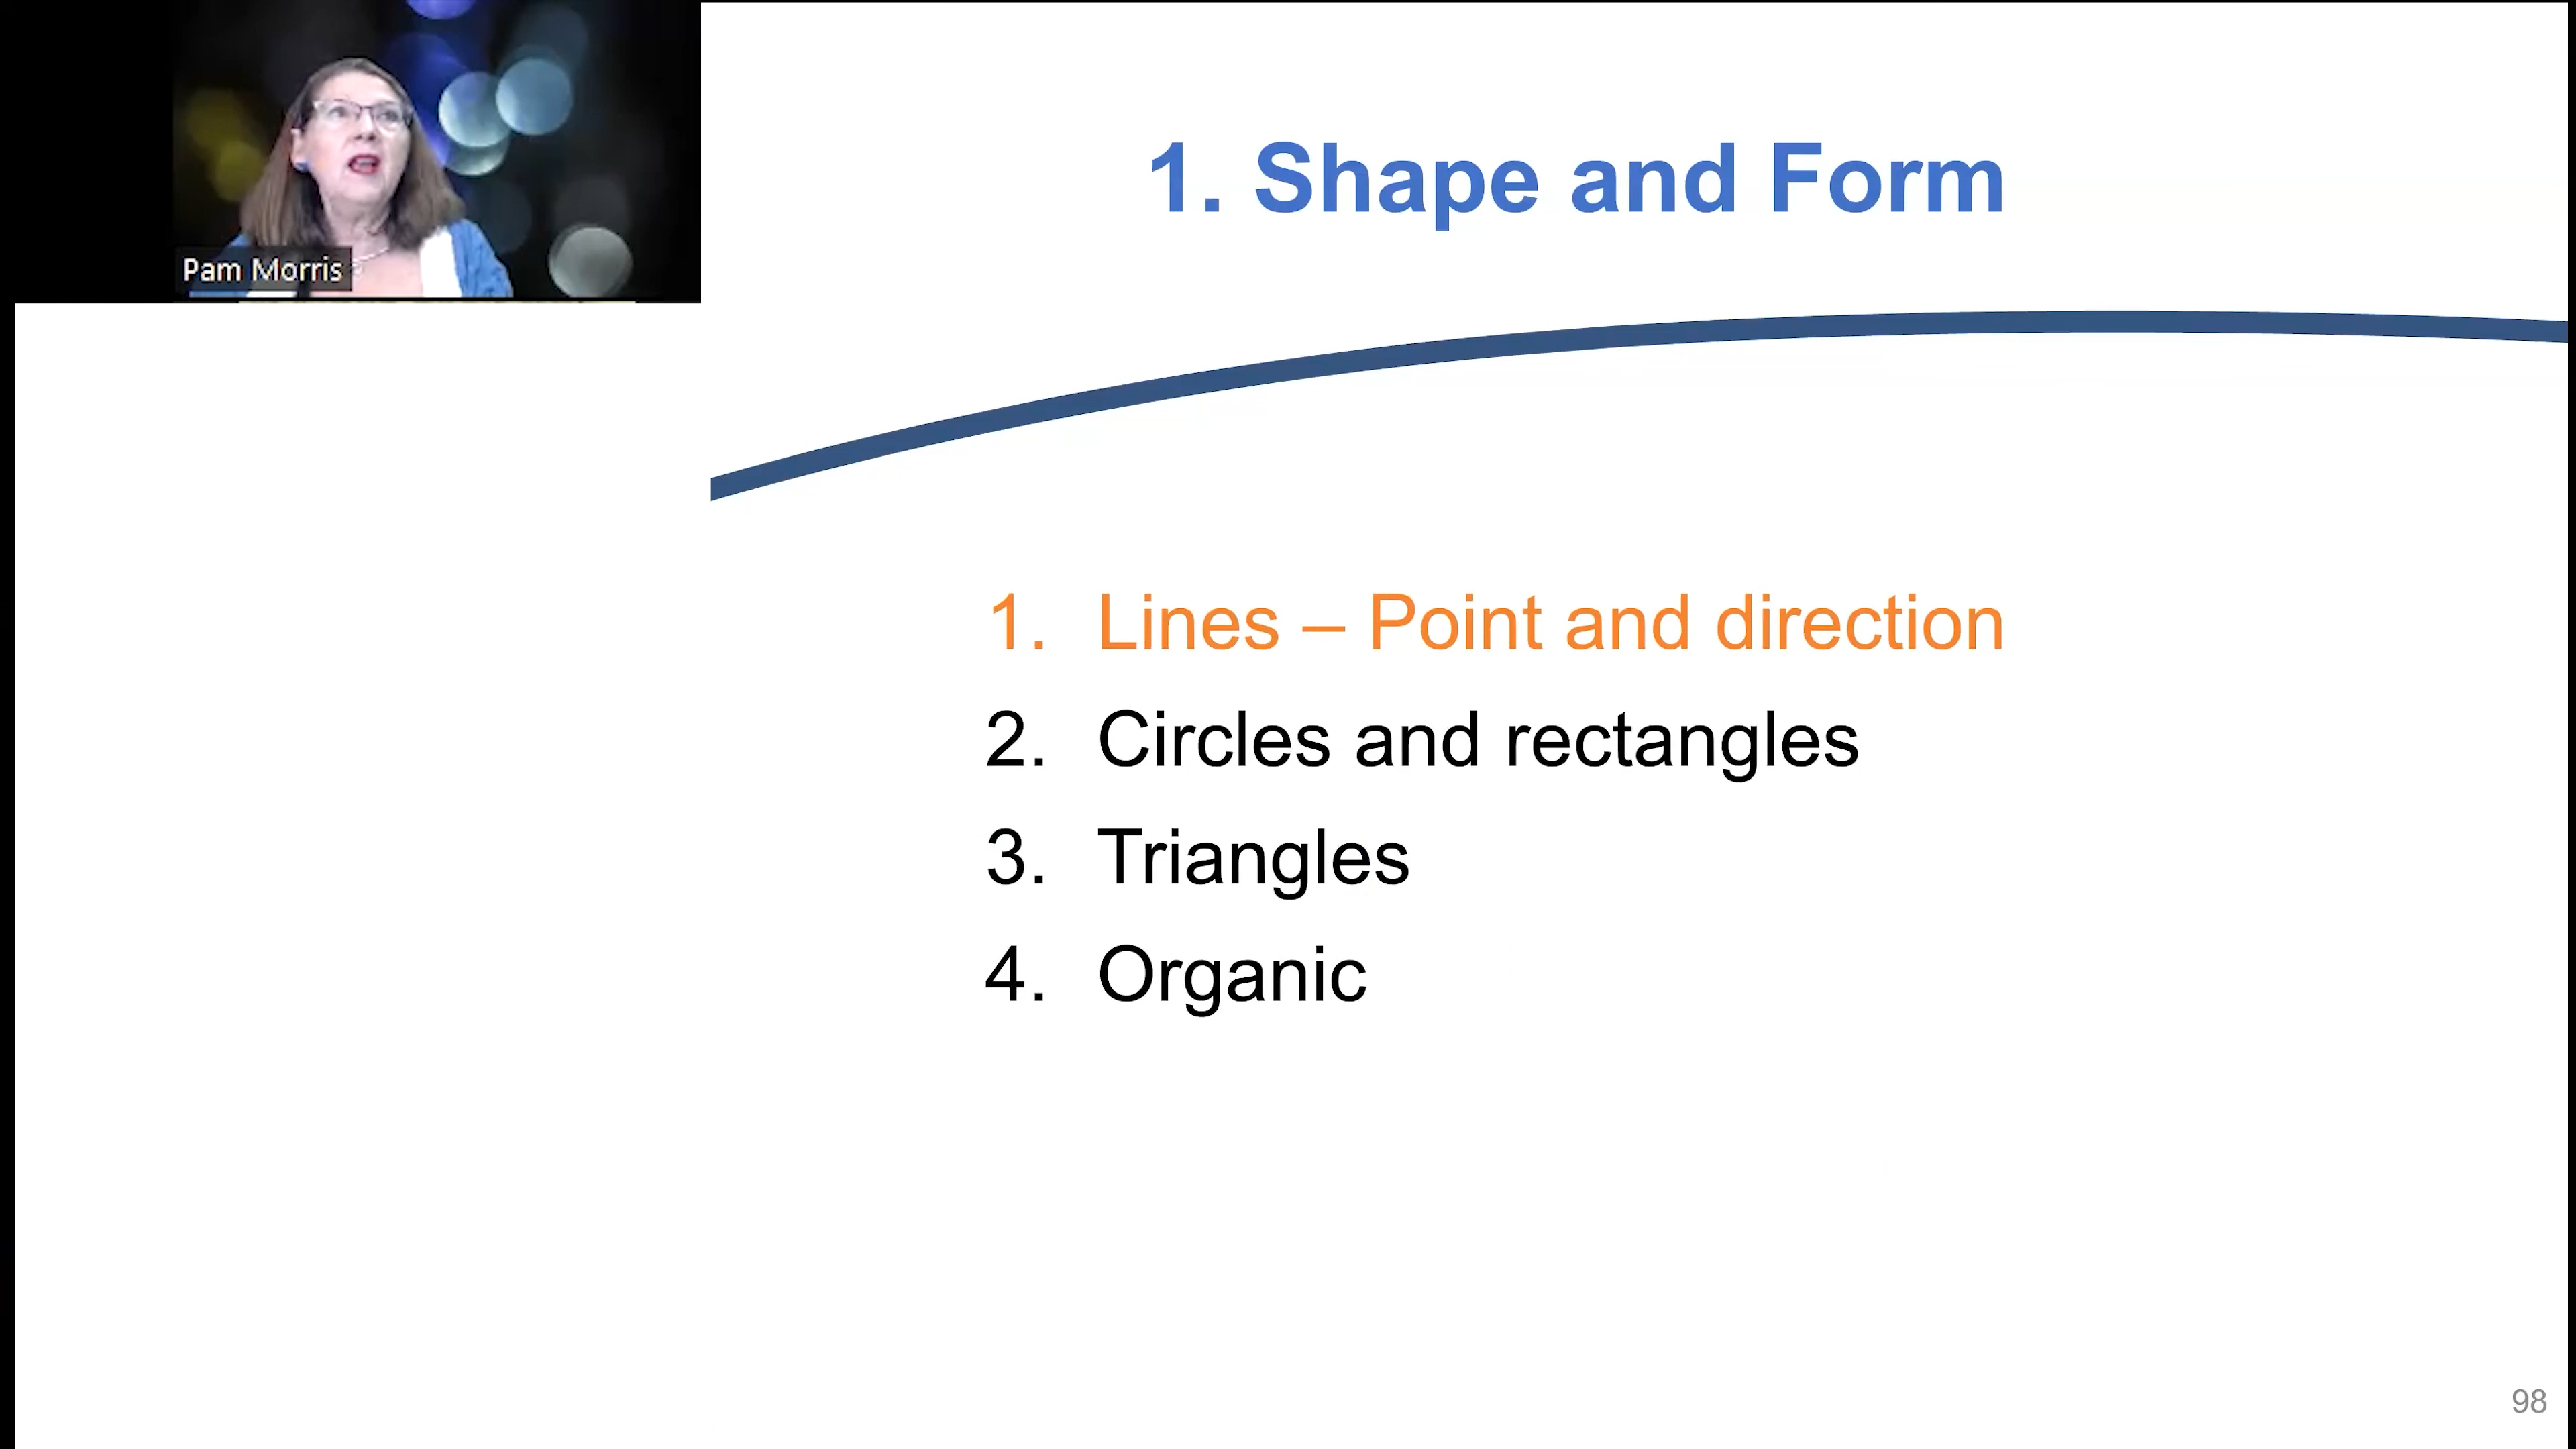 Pam Morris
1. Shape and Form
1. Lines – Point and direction
2. Circles and rectangles
3. Triangles
4. Organic
98